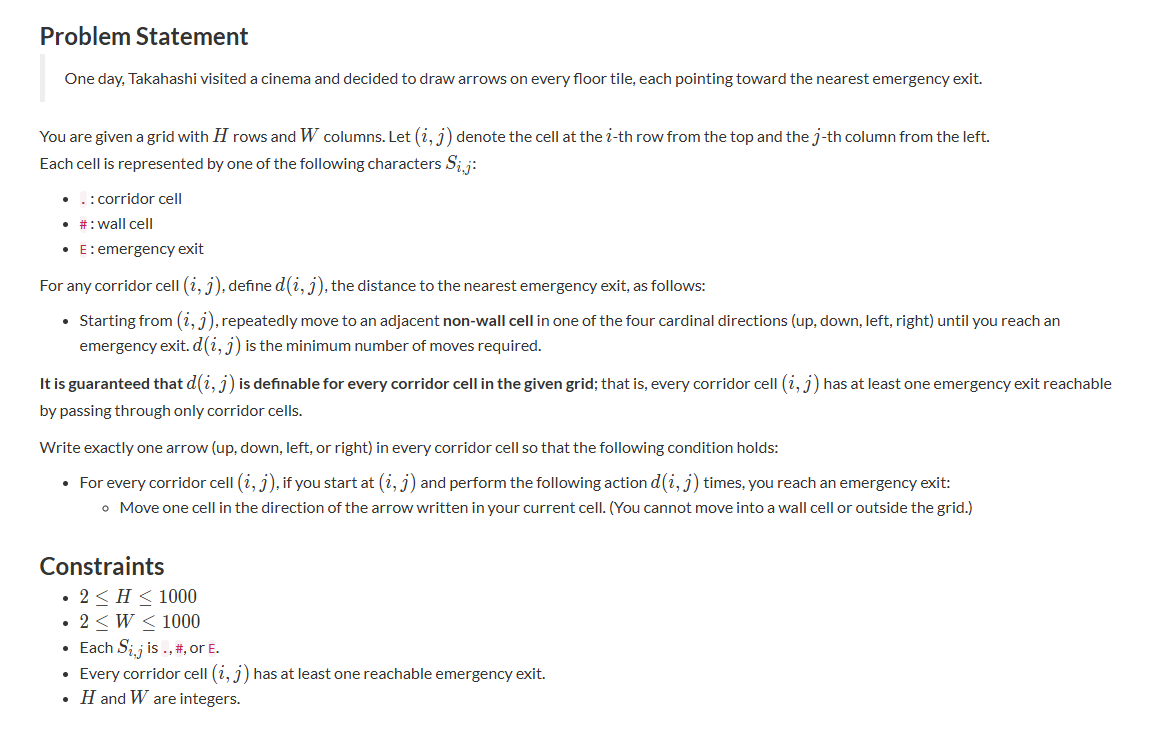 Problem Statement
One day, Takahashi visited a cinema and decided to draw arrows on every floor tile, each pointing toward the nearest emergency exit.
You are given a grid with H rows and W columns. Let (i, j) denote the cell at the i-th row from the top and the j-th column from the left.
Each cell is represented by one of the following characters S_{i,j}:
• . : corridor cell
• # : wall cell
• E : emergency exit
For any corridor cell (i, j), define d(i, j), the distance to the nearest emergency exit, as follows:
• Starting from (i, j), repeatedly move to an adjacent non-wall cell in one of the four cardinal directions (up, down, left, right) until you reach an
emergency exit. d(i, j) is the minimum number of moves required.
It is guaranteed that d(i, j) is definable for every corridor cell in the given grid; that is, every corridor cell (i, j) has at least one emergency exit reachable
by passing through only corridor cells.
Write exactly one arrow (up, down, left, or right) in every corridor cell so that the following condition holds:
• For every corridor cell (i, j), if you start at (i, j) and perform the following action d(i, j) times, you reach an emergency exit:
◦ Move one cell in the direction of the arrow written in your current cell. (You cannot move into a wall cell or outside the grid.)
Constraints
• 2 ≤ H ≤ 1000
• 2 ≤ W ≤ 1000
• Each S_{i,j} is ., #, or E.
• Every corridor cell (i, j) has at least one reachable emergency exit.
• H and W are integers.